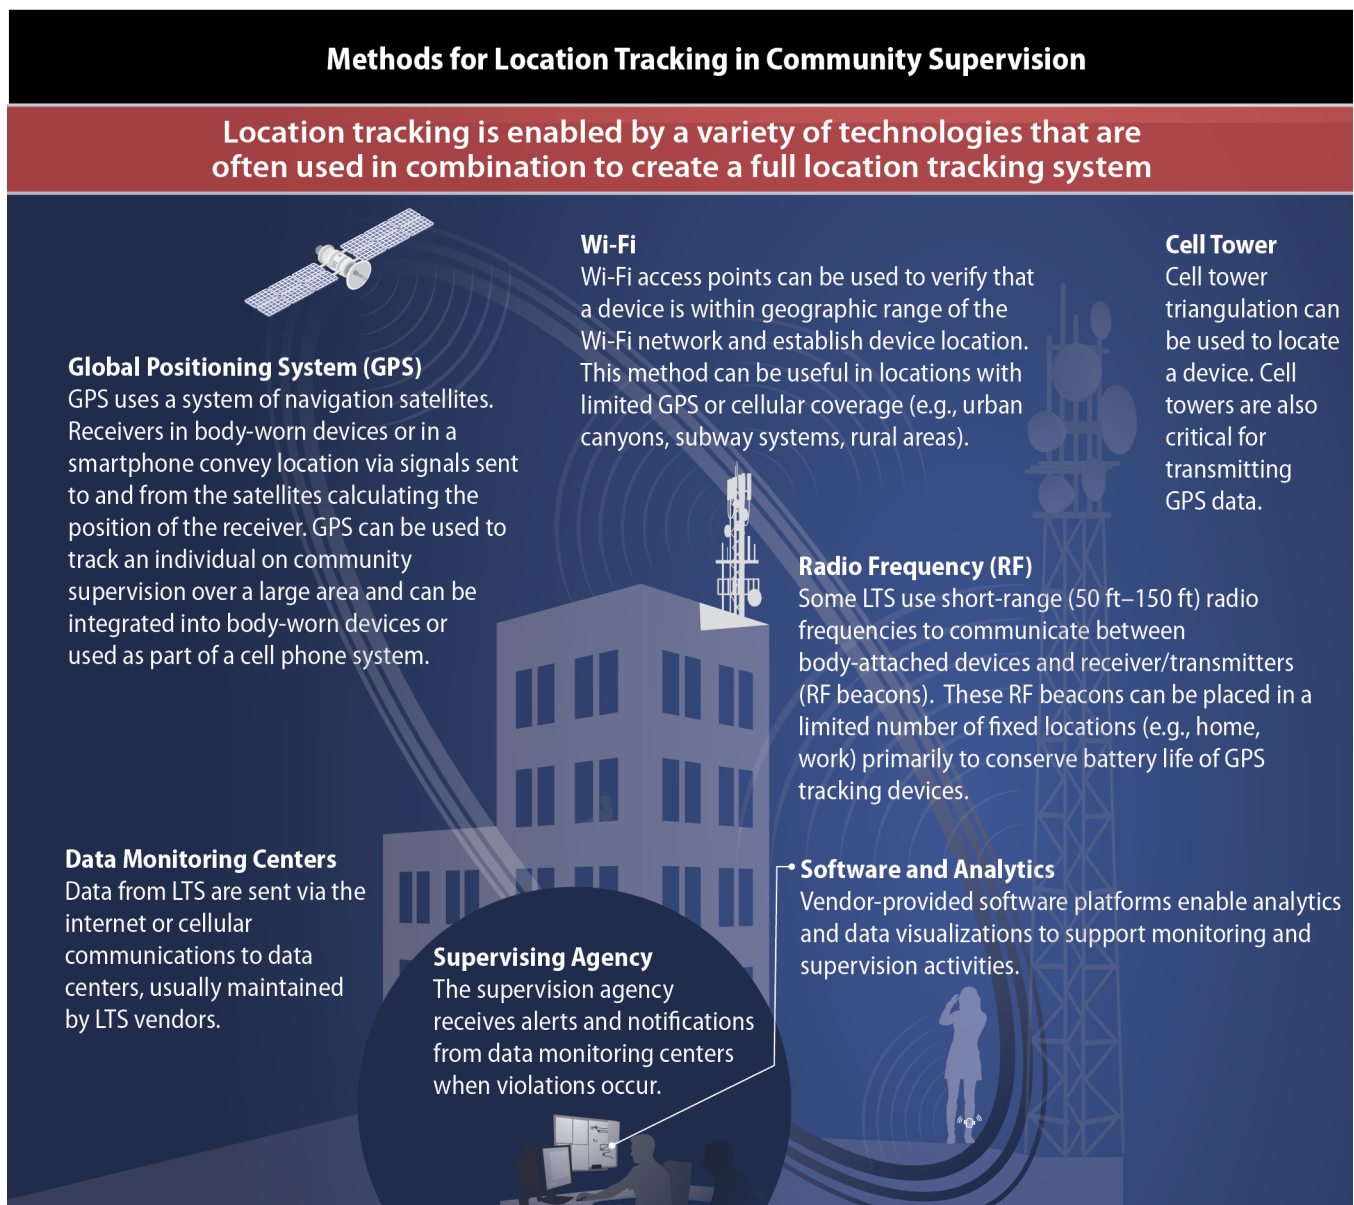 Methods for Location Tracking in Community Supervision
Location tracking is enabled by a variety of technologies that are
often used in combination to create a full location tracking system
Global Positioning System (GPS)
GPS uses a system of navigation satellites.
Receivers in body-worn devices or in a
smartphone convey location via signals sent
to and from the satellites calculating the
position of the receiver. GPS can be used to
track an individual on community
supervision over a large area and can be
integrated into body-worn devices or
used as part of a cell phone system.
Wi-Fi
Wi-Fi access points can be used to verify that
a device is within geographic range of the
Wi-Fi network and establish device location.
This method can be useful in locations with
limited GPS or cellular coverage (e.g., urban
canyons, subway systems, rural areas).
Cell Tower
Cell tower
triangulation can
be used to locate
a device. Cell
towers are also
critical for
transmitting
GPS data.
Radio Frequency (RF)
Some LTS use short-range (50 ft–150 ft) radio
frequencies to communicate between
body-attached devices and receiver/transmitters
(RF beacons).  These RF beacons can be placed in a
limited number of fixed locations (e.g., home,
work) primarily to conserve battery life of GPS
tracking devices.
Data Monitoring Centers
Data from LTS are sent via the
internet or cellular
communications to data
centers, usually maintained
by LTS vendors.
Supervising Agency
The supervision agency
receives alerts and notifications
from data monitoring centers
when violations occur.
Software and Analytics
Vendor-provided software platforms enable analytics
and data visualizations to support monitoring and
supervision activities.